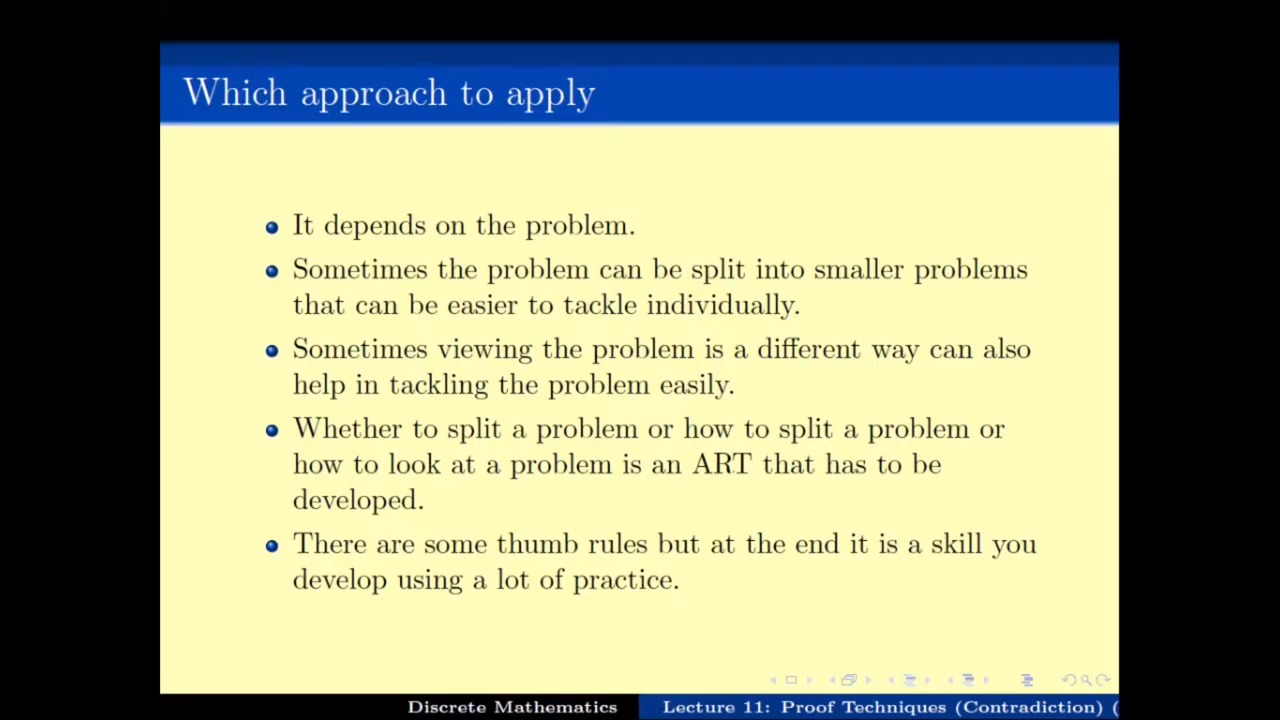 Which approach to apply
It depends on the problem.
Sometimes the problem can be split into smaller problems
that can be easier to tackle individually.
Sometimes viewing the problem is a different way can also
help in tackling the problem easily.
Whether to split a problem or how to split a problem or
how to look at a problem is an ART that has to be
developed.
There are some thumb rules but at the end it is a skill you
develop using a lot of practice.
Discrete Mathematics
Lecture 11: Proof Techniques (Contradiction) (